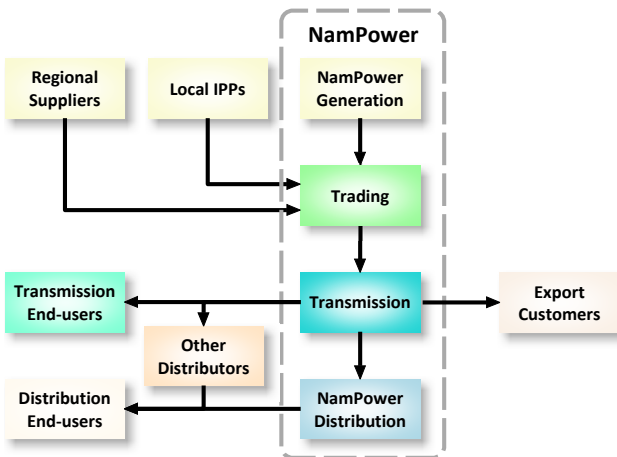 NamPower
Regional
Suppliers
Local IPPs
NamPower
Generation
Trading
Transmission
End-users
Transmission
Export
Customers
Other
Distributors
Distribution
End-users
NamPower
Distribution